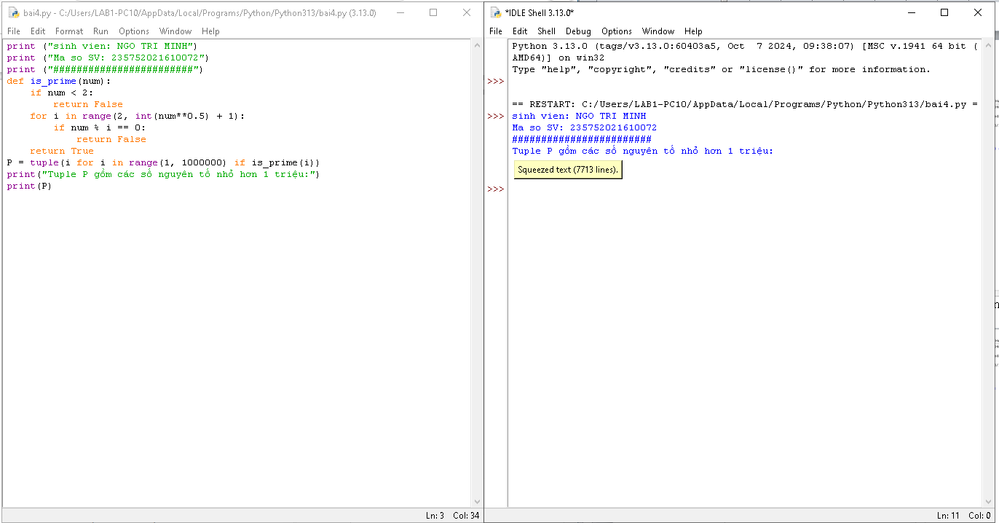 bai4.py - C:/Users/LAB1-PC10/AppData/Local/Programs/Python/Python313/bai4.py (3.13.0)
File Edit Format Run Options Window Help
print ("sinh vien: NGO TRI MINH")
print ("Ma so SV: 235752021610072")
print ("########################")
def is_prime(num):
    if num < 2:
        return False
    for i in range(2, int(num**0.5) + 1):
        if num % i == 0:
            return False
    return True
P = tuple(i for i in range(1, 1000000) if is_prime(i))
print("Tuple P gồm các số nguyên tố nhỏ hơn 1 triệu:")
print(P)
Ln: 3 Col: 34
*IDLE Shell 3.13.0*
File Edit Shell Debug Options Window Help
Python 3.13.0 (tags/v3.13.0:60403a5, Oct  7 2024, 09:38:07) [MSC v.1941 64 bit (
AMD64)] on win32
Type "help", "copyright", "credits" or "license()" for more information.
>>>
== RESTART: C:/Users/LAB1-PC10/AppData/Local/Programs/Python/Python313/bai4.py =
>>> sinh vien: NGO TRI MINH
Ma so SV: 235752021610072
########################
Tuple P gồm các số nguyên tố nhỏ hơn 1 triệu:
Squeezed text (7713 lines).
>>>
Ln: 11 Col: 0